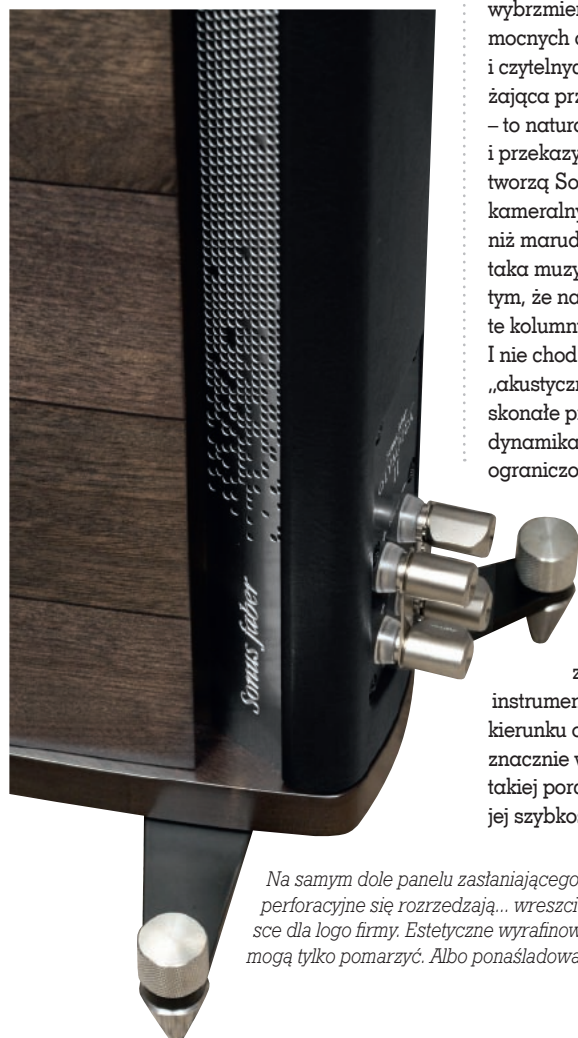 wybrzmie
mocnych
i czytelnyc
żająca prz
– to natura
i przekazy
tworzą So
kameralny
niż marud
taka muzy
tym, że na
te kolumn
I nie chod
„akustyczn
skonałe p
dynamika
ograniczo
Sonus faber
z
instrumen
kierunku
znacznie
takiej pora
jej szybko
Na samym dole panelu zasłaniającego
perforacyjne się rozrzedzają... wreszci
sce dla logo firmy. Estetyczne wyrafinow
mogą tylko pomarzyć. Albo ponaśladowa